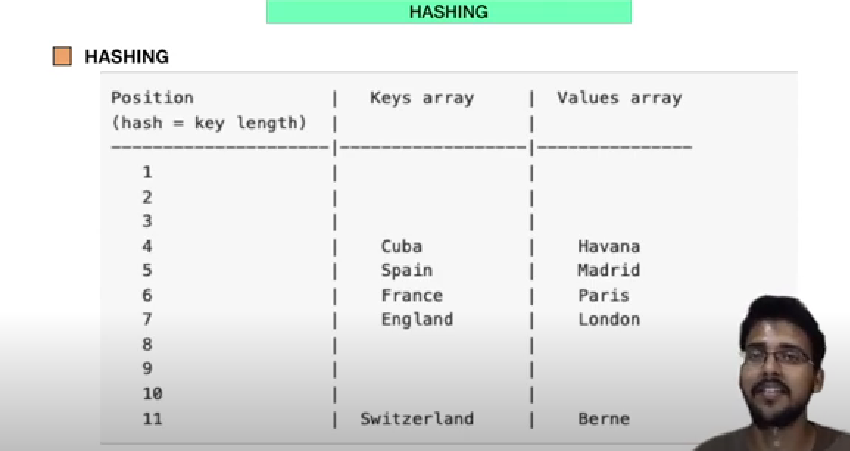 HASHING
HASHING
Position | Keys array | Values array
(hash = key length) | |
---------------------|------------------|---------------
1 | |
2 | |
3 | |
4 | Cuba | Havana
5 | Spain | Madrid
6 | France | Paris
7 | England | London
8 | |
9 | |
10 | |
11 | Switzerland | Berne